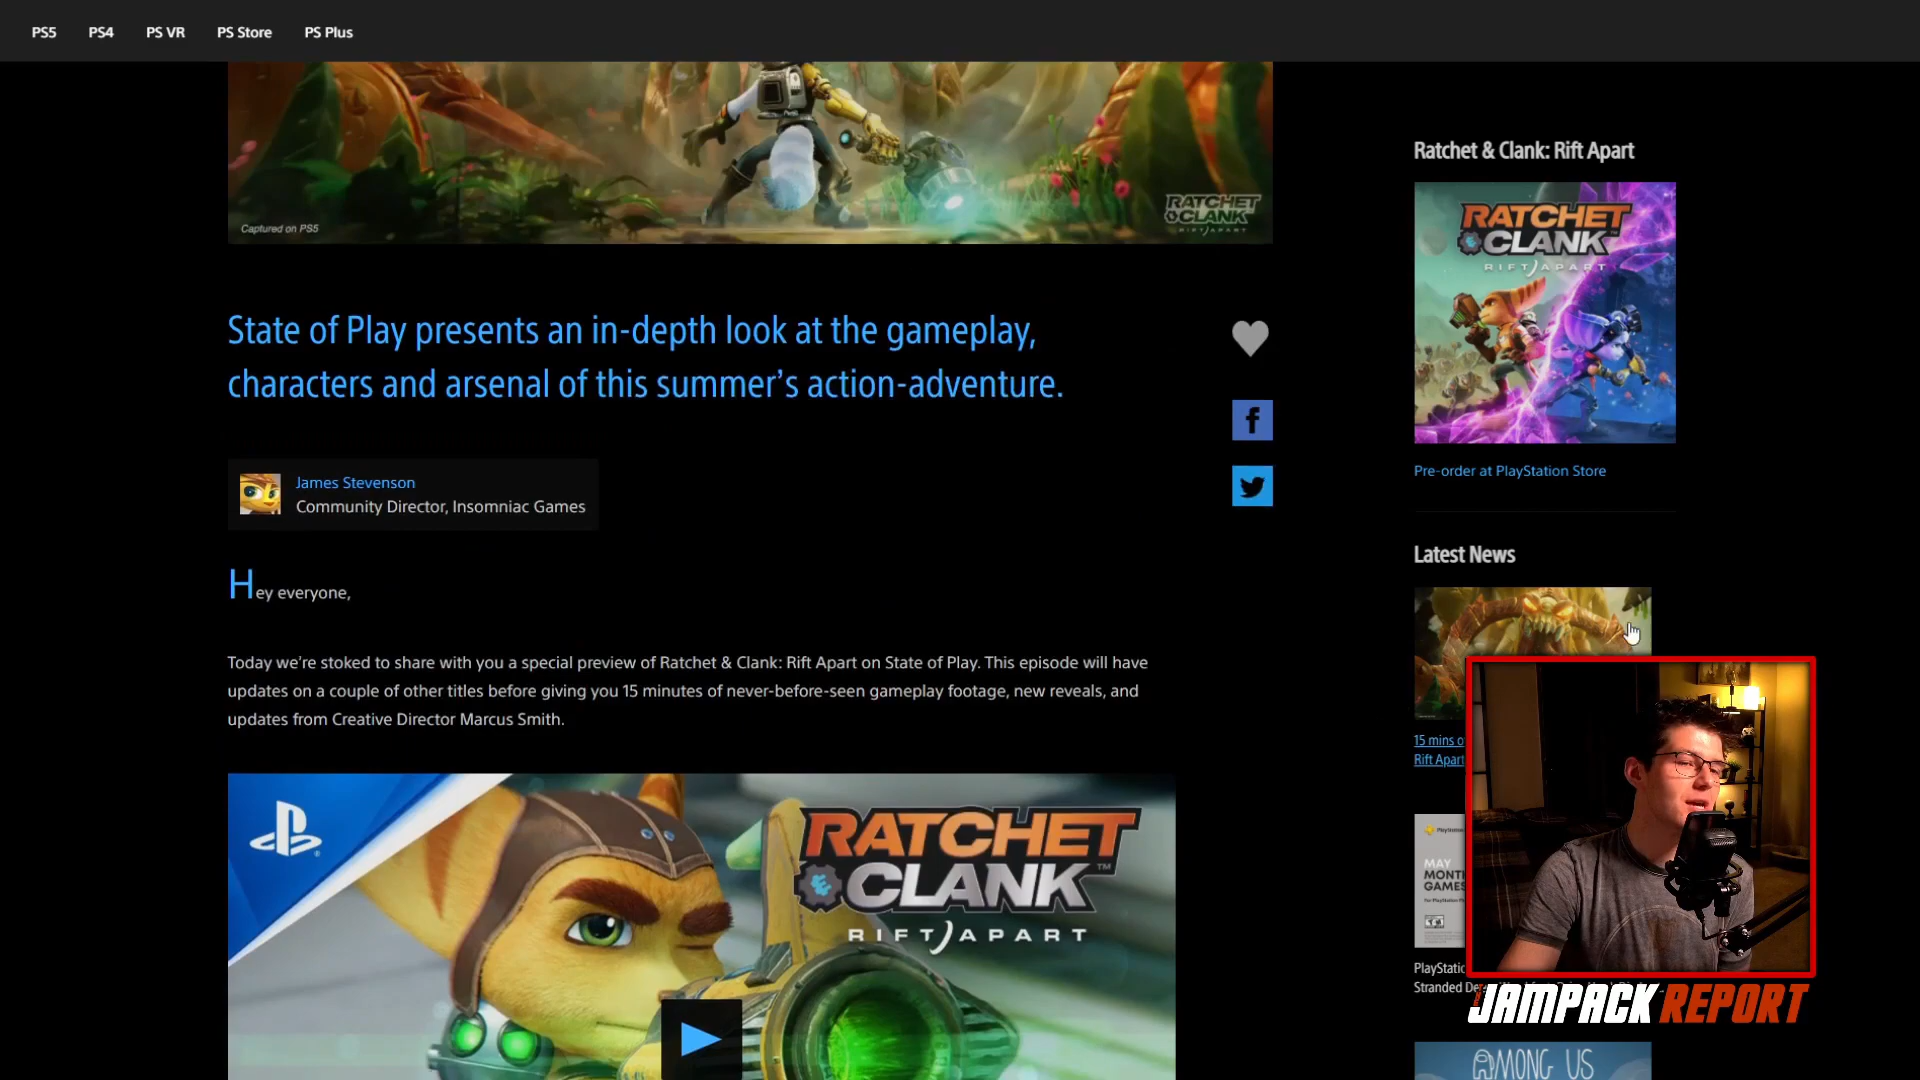 PS5 PS4 PS VR PS Store PS Plus
Captured on PS5
RATCHET
CLANK
RIFT APART
State of Play presents an in-depth look at the gameplay,
characters and arsenal of this summer's action-adventure.
James Stevenson
Community Director, Insomniac Games
Hey everyone,
Today we're stoked to share with you a special preview of Ratchet & Clank: Rift Apart on State of Play. This episode will have
updates on a couple of other titles before giving you 15 minutes of never-before-seen gameplay footage, new reveals, and
updates from Creative Director Marcus Smith.
RATCHET
CLANK™
RIFT APART
Ratchet & Clank: Rift Apart
RATCHET
CLANK
RIFT APART
Pre-order at PlayStation Store
Latest News
15 mins o
Rift Apart
MAY
MONTH
GAMES
PlayStatio
Stranded De
JAMPACK REPORT
AMONG US